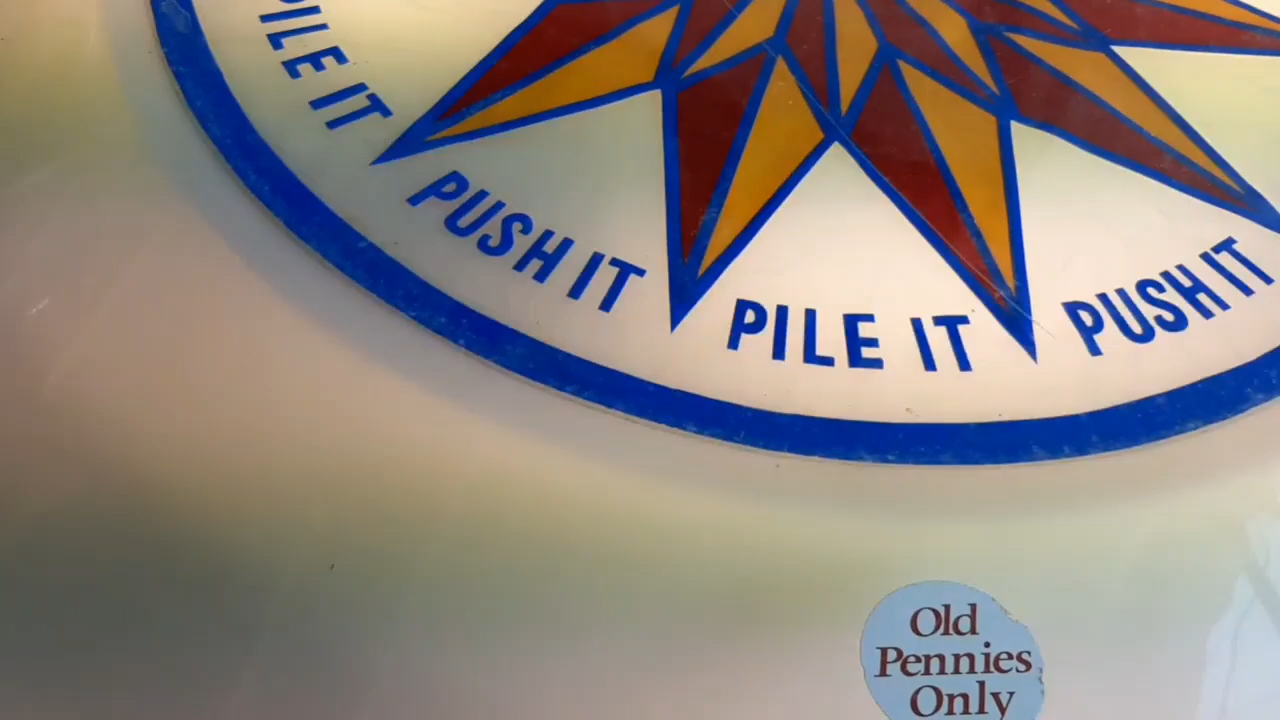 PILE IT
PUSH IT
PILE IT
PUSH IT
Old
Pennies
Only